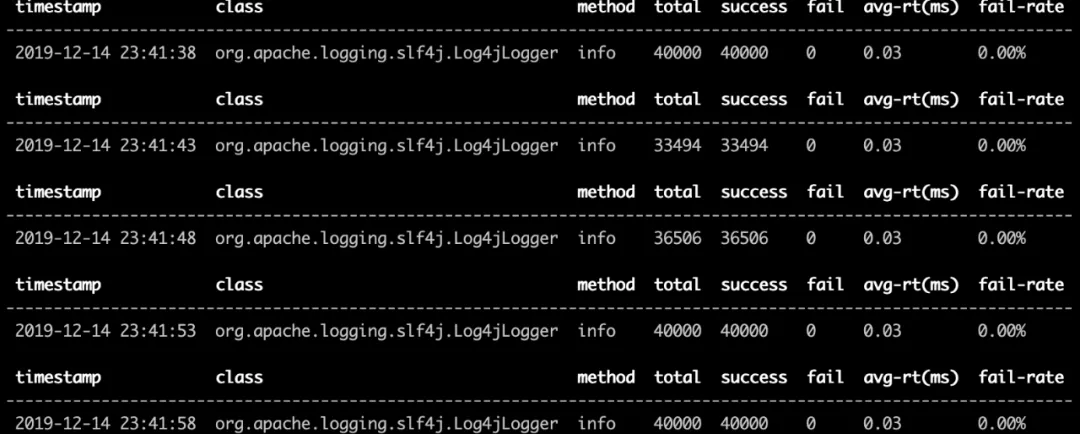 timestamp class method total success fail avg-rt(ms) fail-rate
2019-12-14 23:41:38 org.apache.logging.slf4j.Log4jLogger info 40000 40000 0 0.03 0.00%
timestamp class method total success fail avg-rt(ms) fail-rate
2019-12-14 23:41:43 org.apache.logging.slf4j.Log4jLogger info 33494 33494 0 0.03 0.00%
timestamp class method total success fail avg-rt(ms) fail-rate
2019-12-14 23:41:48 org.apache.logging.slf4j.Log4jLogger info 36506 36506 0 0.03 0.00%
timestamp class method total success fail avg-rt(ms) fail-rate
2019-12-14 23:41:53 org.apache.logging.slf4j.Log4jLogger info 40000 40000 0 0.03 0.00%
timestamp class method total success fail avg-rt(ms) fail-rate
2019-12-14 23:41:58 org.apache.logging.slf4j.Log4jLogger info 40000 40000 0 0.03 0.00%